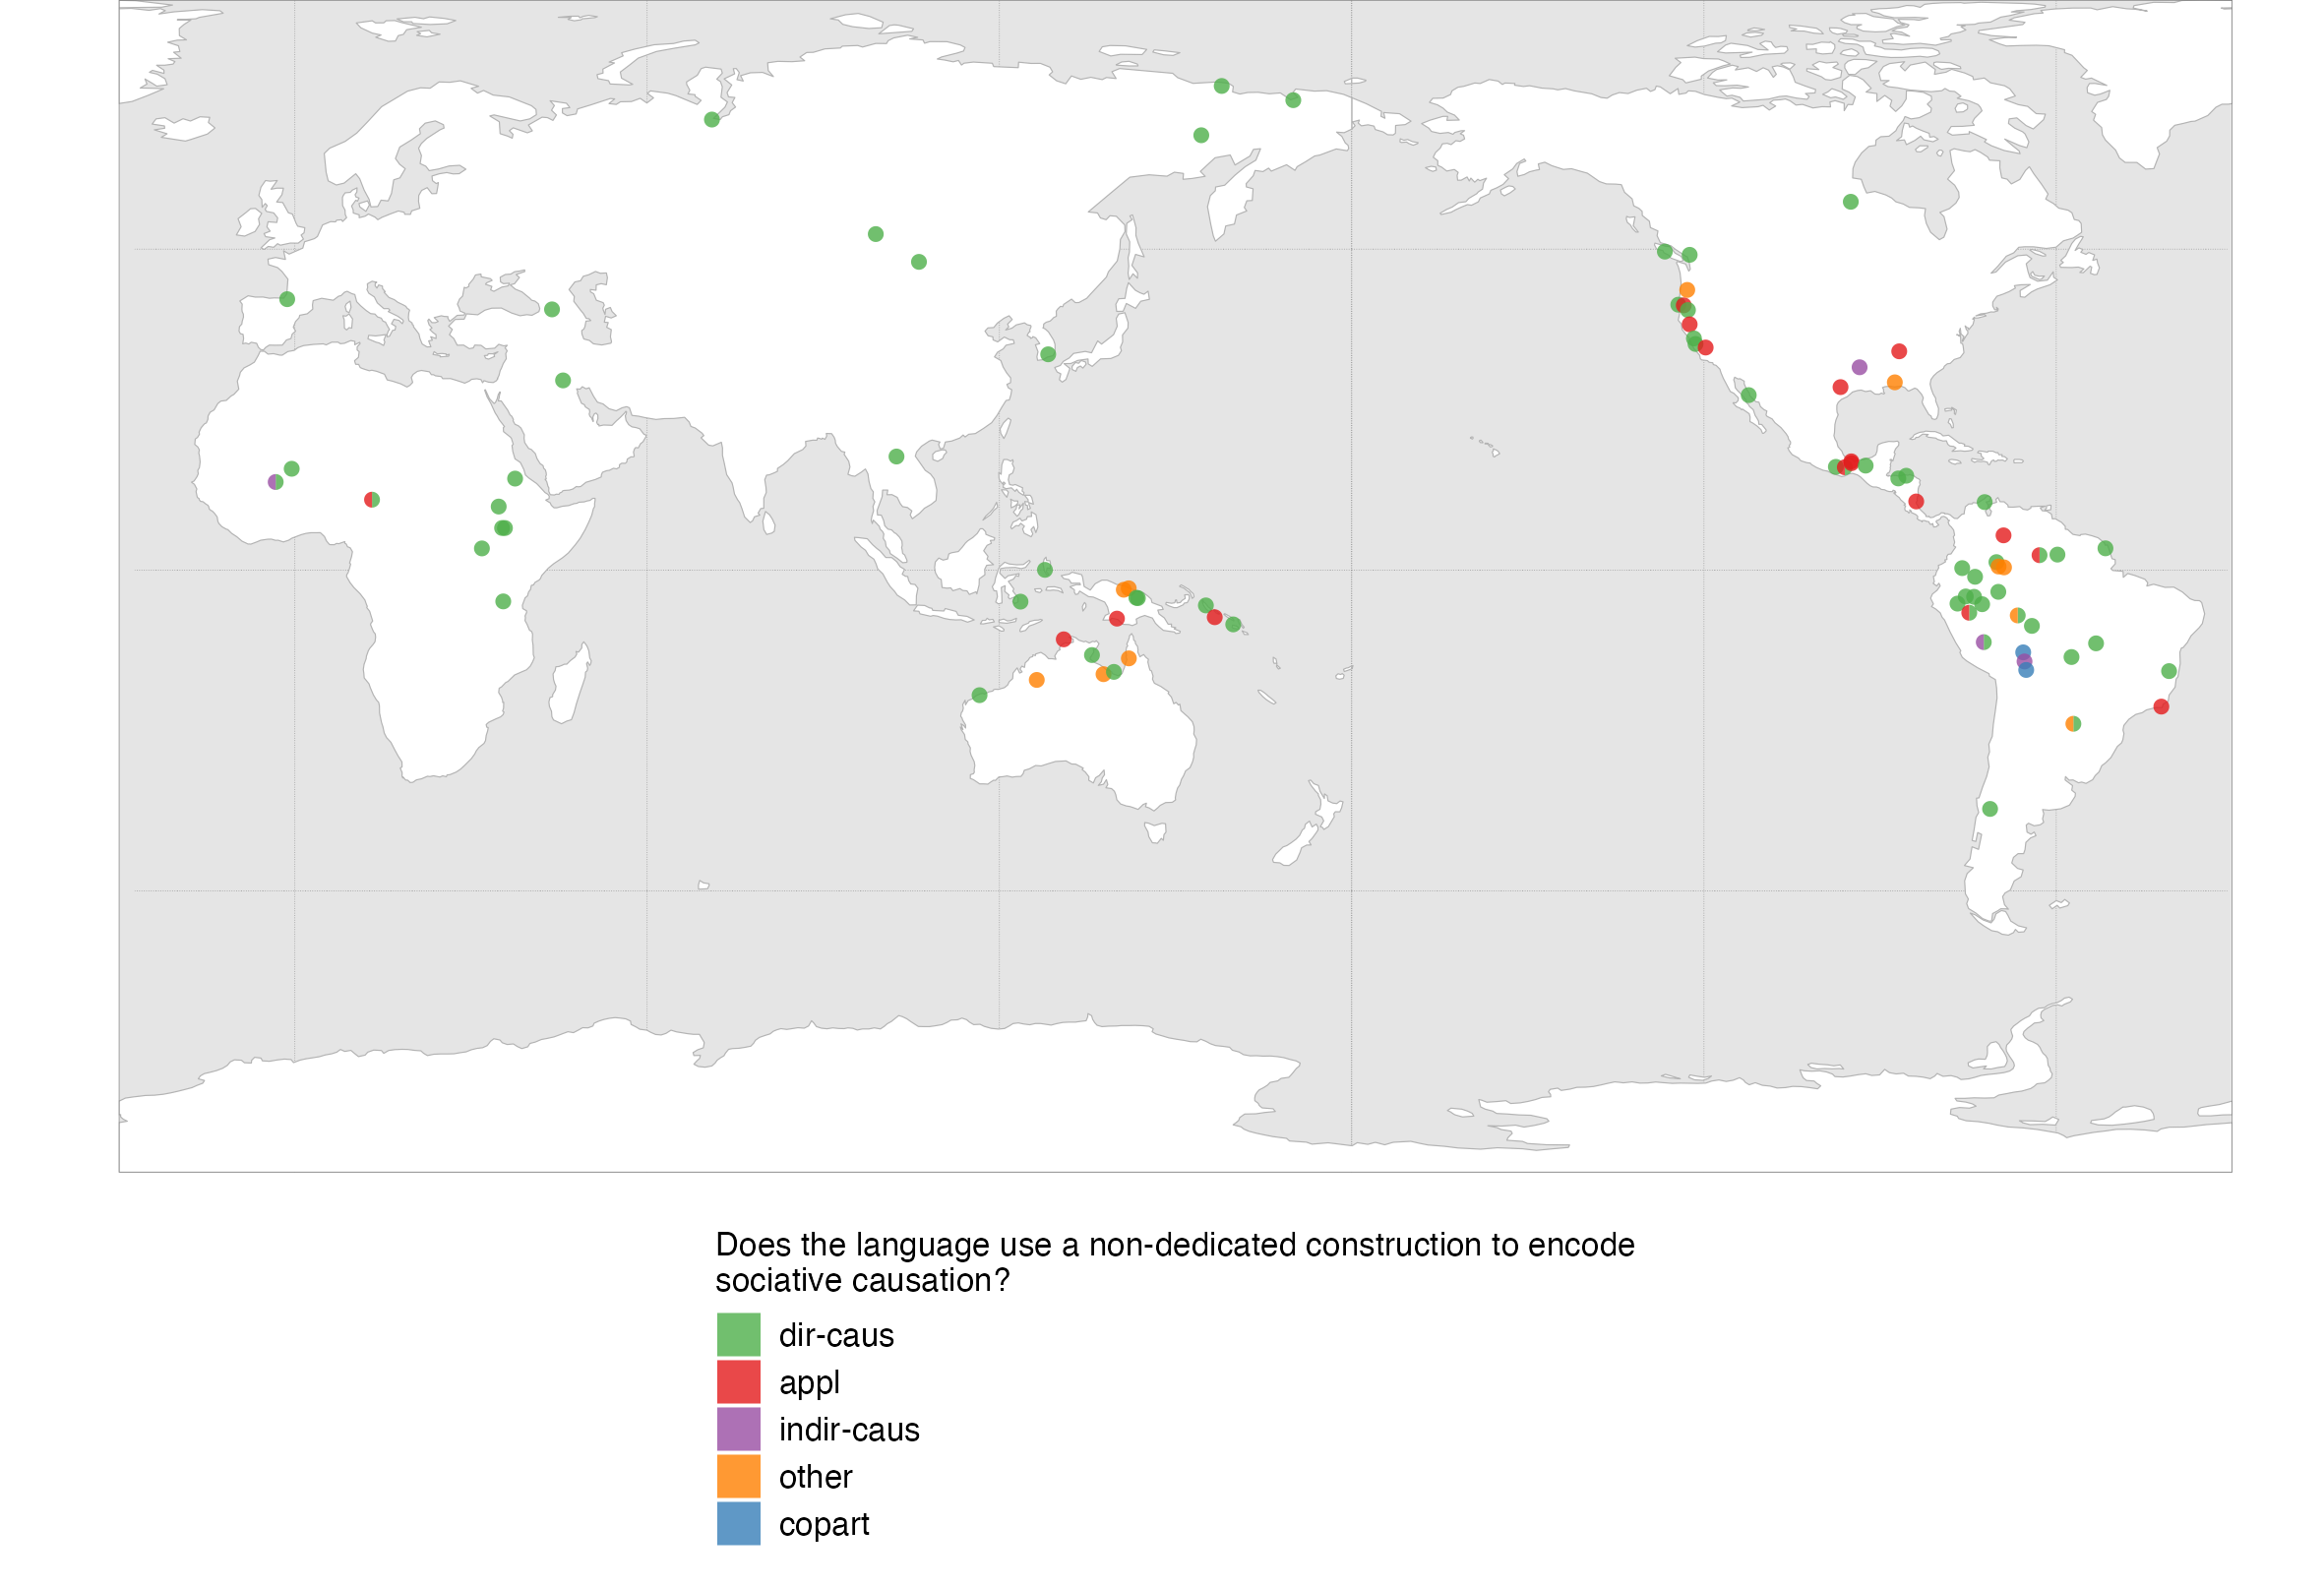 Does the language use a non-dedicated construction to encode
sociative causation?
dir-caus
appl
indir-caus
other
copart